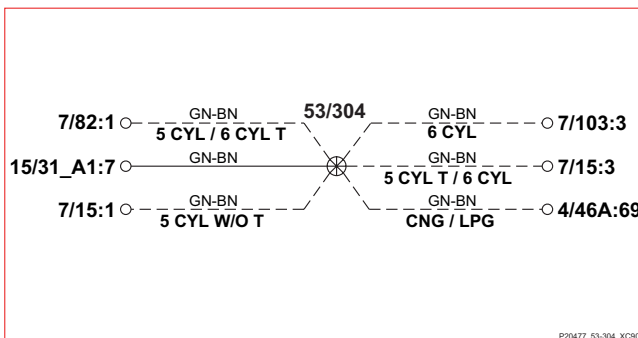 53/304
7/82:1
GN-BN
5 CYL / 6 CYL T
GN-BN
6 CYL
7/103:3
15/31_A1:7
GN-BN
GN-BN
5 CYL T / 6 CYL
7/15:3
7/15:1
GN-BN
5 CYL W/O T
GN-BN
CNG / LPG
4/46A:69
P20477_53-304_XC90